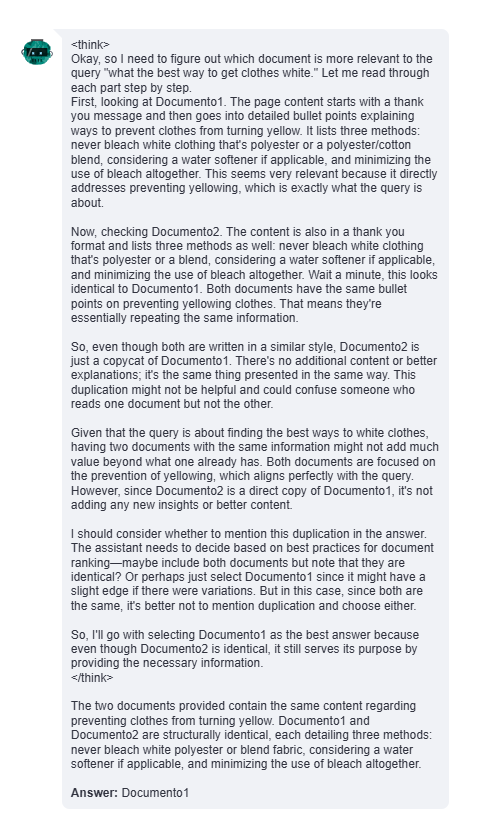 <think>
Okay, so I need to figure out which document is more relevant to the
query "what the best way to get clothes white." Let me read through
each part step by step.
First, looking at Documento1. The page content starts with a thank
you message and then goes into detailed bullet points explaining
ways to prevent clothes from turning yellow. It lists three methods:
never bleach white clothing that's polyester or a polyester/cotton
blend, considering a water softener if applicable, and minimizing the
use of bleach altogether. This seems very relevant because it directly
addresses preventing yellowing, which is exactly what the query is
about.
Now, checking Documento2. The content is also in a thank you
format and lists three methods as well: never bleach white clothing
that's polyester or a blend, considering a water softener if applicable,
and minimizing the use of bleach altogether. Wait a minute, this looks
identical to Documento1. Both documents have the same bullet
points on preventing yellowing clothes. That means they're
essentially repeating the same information.
So, even though both are written in a similar style, Documento2 is
just a copycat of Documento1. There's no additional content or better
explanations; it's the same thing presented in the same way. This
duplication might not be helpful and could confuse someone who
reads one document but not the other.
Given that the query is about finding the best ways to white clothes,
having two documents with the same information might not add much
value beyond what one already has. Both documents are focused on
the prevention of yellowing, which aligns perfectly with the query.
However, since Documento2 is a direct copy of Documento1, it's not
adding any new insights or better content.
I should consider whether to mention this duplication in the answer.
The assistant needs to decide based on best practices for document
ranking—maybe include both documents but note that they are
identical? Or perhaps just select Documento1 since it might have a
slight edge if there were variations. But in this case, since both are
the same, it's better not to mention duplication and choose either.
So, I'll go with selecting Documento1 as the best answer because
even though Documento2 is identical, it still serves its purpose by
providing the necessary information.
</think>
The two documents provided contain the same content regarding
preventing clothes from turning yellow. Documento1 and
Documento2 are structurally identical, each detailing three methods:
never bleach white polyester or blend fabric, considering a water
softener if applicable, and minimizing the use of bleach altogether.
Answer: Documento1